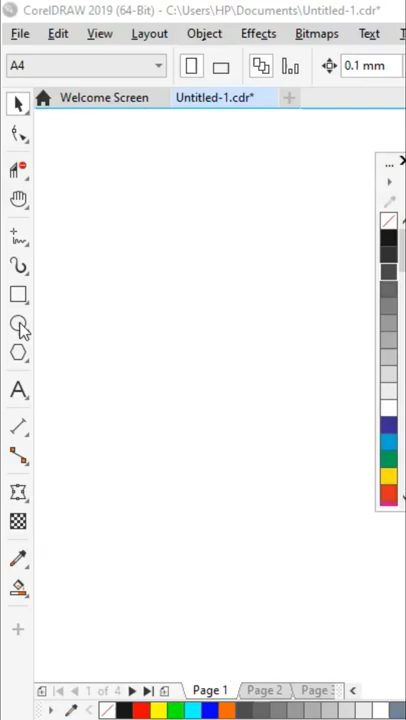 CorelDRAW 2019 (64-Bit) - C:\Users\HP\Documents\Untitled-1.cdr*
File Edit View Layout Object Effects Bitmaps Text
A4 0.1 mm
Welcome Screen Untitled-1.cdr*
1 of 4 Page 1 Page 2 Page